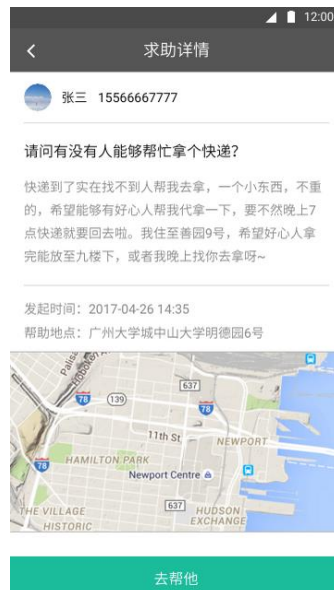 12:00
求助详情
张三 15566667777
请问有没有人能够帮忙拿个快递？
快递到了实在找不到人帮我去拿，一个小东西，不重
的，希望能够有好心人帮我代拿一下，要不然晚上7
点快递就要回去啦。我住至善园9号，希望好心人拿
完能放至九楼下，或者我晚上找你去拿呀~
发起时间：2017-04-26 14:35
帮助地点：广州大学城中山大学明德园6号
637
78
139
78
11th St
NEWPORT
78
HAMILTON PARK
Newport Centre
THE VILLAGE
HISTORIC
637
HUDSON
EXCHANGE
去帮他